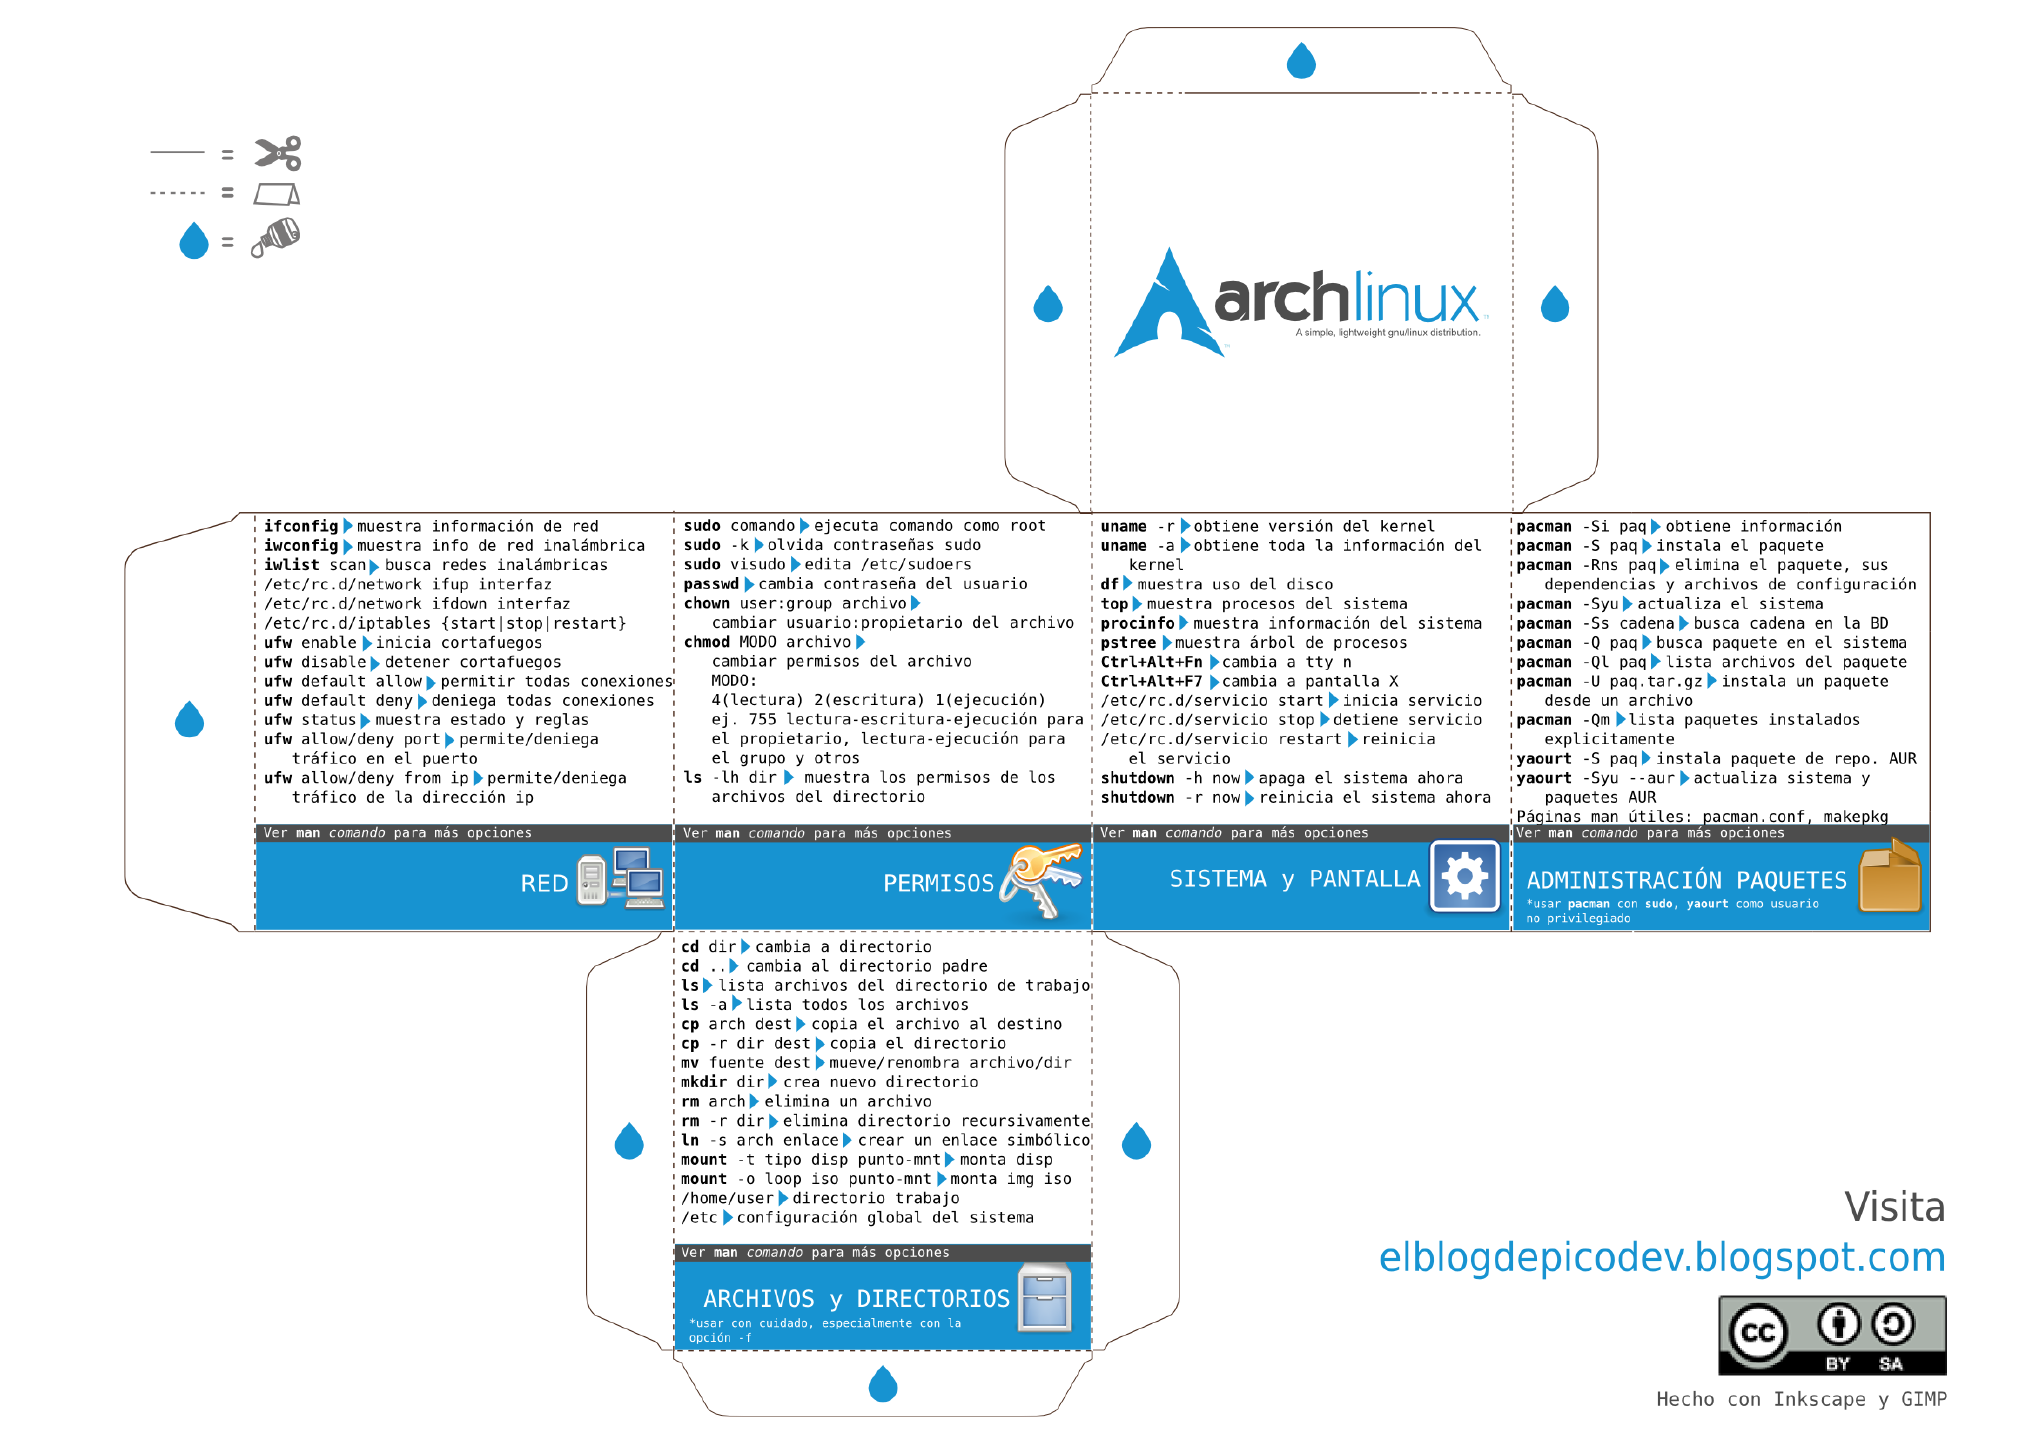 =
=
=
archlinux
A simple, lightweight gnu/linux distribution.
ifconfig muestra información de red
iwconfig muestra info de red inalámbrica
iwlist scan busca redes inalámbricas
/etc/rc.d/network ifup interfaz
/etc/rc.d/network ifdown interfaz
/etc/rc.d/iptables {start|stop|restart}
ufw enable inicia cortafuegos
ufw disable detener cortafuegos
ufw default allow permitir todas conexiones
ufw default deny deniega todas conexiones
ufw status muestra estado y reglas
ufw allow/deny port permite/deniega
tráfico en el puerto
ufw allow/deny from ip permite/deniega
tráfico de la dirección ip
Ver man comando para más opciones
RED
sudo comando ejecuta comando como root
sudo -k olvida contraseñas sudo
sudo visudo edita /etc/sudoers
passwd cambia contraseña del usuario
chown user:group archivo
cambiar usuario:propietario del archivo
chmod MODO archivo
cambiar permisos del archivo
MODO:
4(lectura) 2(escritura) 1(ejecución)
ej. 755 lectura-escritura-ejecución para
el propietario, lectura-ejecución para
el grupo y otros
ls -lh dir muestra los permisos de los
archivos del directorio
Ver man comando para más opciones
PERMISOS
uname -r obtiene versión del kernel
uname -a obtiene toda la información del
kernel
df muestra uso del disco
top muestra procesos del sistema
procinfo muestra información del sistema
pstree muestra árbol de procesos
Ctrl+Alt+Fn cambia a tty n
Ctrl+Alt+F7 cambia a pantalla X
/etc/rc.d/servicio start inicia servicio
/etc/rc.d/servicio stop detiene servicio
/etc/rc.d/servicio restart reinicia
el servicio
shutdown -h now apaga el sistema ahora
shutdown -r now reinicia el sistema ahora
Ver man comando para más opciones
SISTEMA y PANTALLA
pacman -Si paq obtiene información
pacman -S paq instala el paquete
pacman -Rns paq elimina el paquete, sus
dependencias y archivos de configuración
pacman -Syu actualiza el sistema
pacman -Ss cadena busca cadena en la BD
pacman -Q paq busca paquete en el sistema
pacman -Ql paq lista archivos del paquete
pacman -U paq.tar.gz instala un paquete
desde un archivo
pacman -Qm lista paquetes instalados
explicitamente
yaourt -S paq instala paquete de repo. AUR
yaourt -Syu --aur actualiza sistema y
paquetes AUR
Páginas man útiles: pacman.conf, makepkg
Ver man comando para más opciones
ADMINISTRACIÓN PAQUETES
*usar pacman con sudo, yaourt como usuario
no privilegiado
cd dir cambia a directorio
cd .. cambia al directorio padre
ls lista archivos del directorio de trabajo
ls -a lista todos los archivos
cp arch dest copia el archivo al destino
cp -r dir dest copia el directorio
mv fuente dest mueve/renombra archivo/dir
mkdir dir crea nuevo directorio
rm arch elimina un archivo
rm -r dir elimina directorio recursivamente
ln -s arch enlace crear un enlace simbólico
mount -t tipo disp punto-mnt monta disp
mount -o loop iso punto-mnt monta img iso
/home/user directorio trabajo
/etc configuración global del sistema
Ver man comando para más opciones
ARCHIVOS y DIRECTORIOS
*usar con cuidado, especialmente con la
opción -f
Visita
elblogdepicodev.blogspot.com
cc
BY SA
Hecho con Inkscape y GIMP